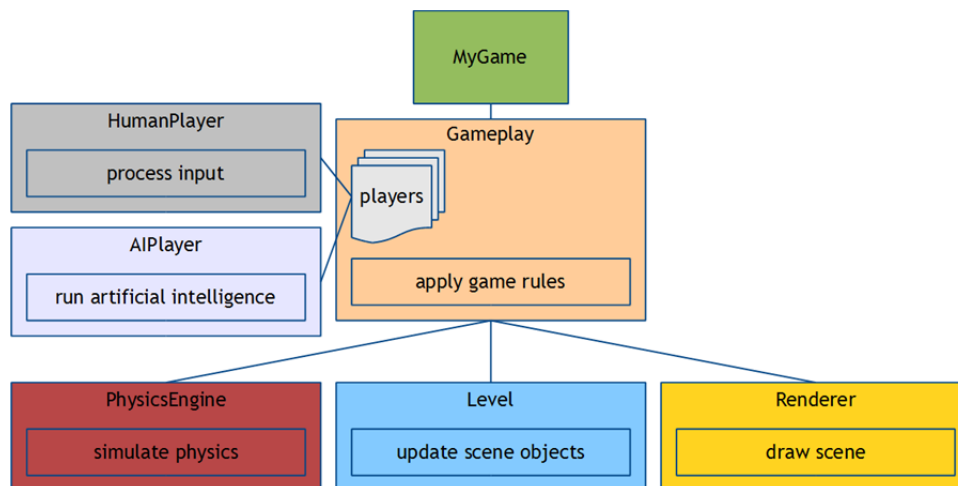 MyGame
HumanPlayer
process input
Gameplay
players
AIPlayer
run artificial intelligence
apply game rules
PhysicsEngine
simulate physics
Level
update scene objects
Renderer
draw scene